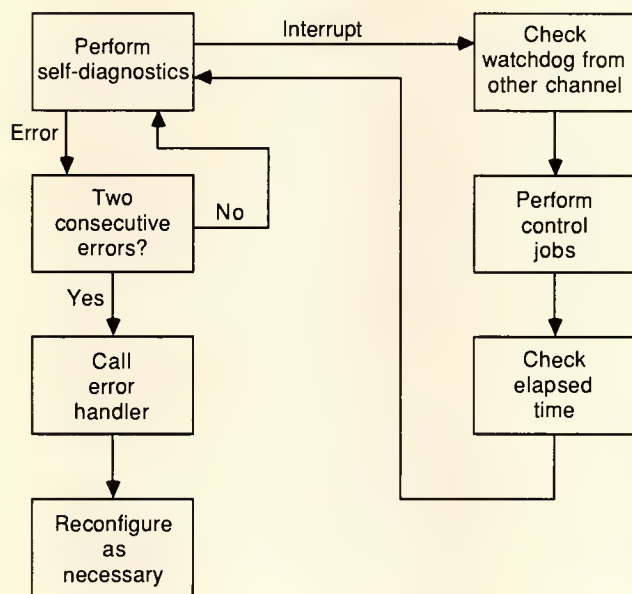 Perform
self-diagnostics
Interrupt
Check
watchdog from
other channel
Error
Two
consecutive
errors?
No
Perform
control
jobs
Yes
Call
error
handler
Check
elapsed
time
Reconfigure
as
necessary